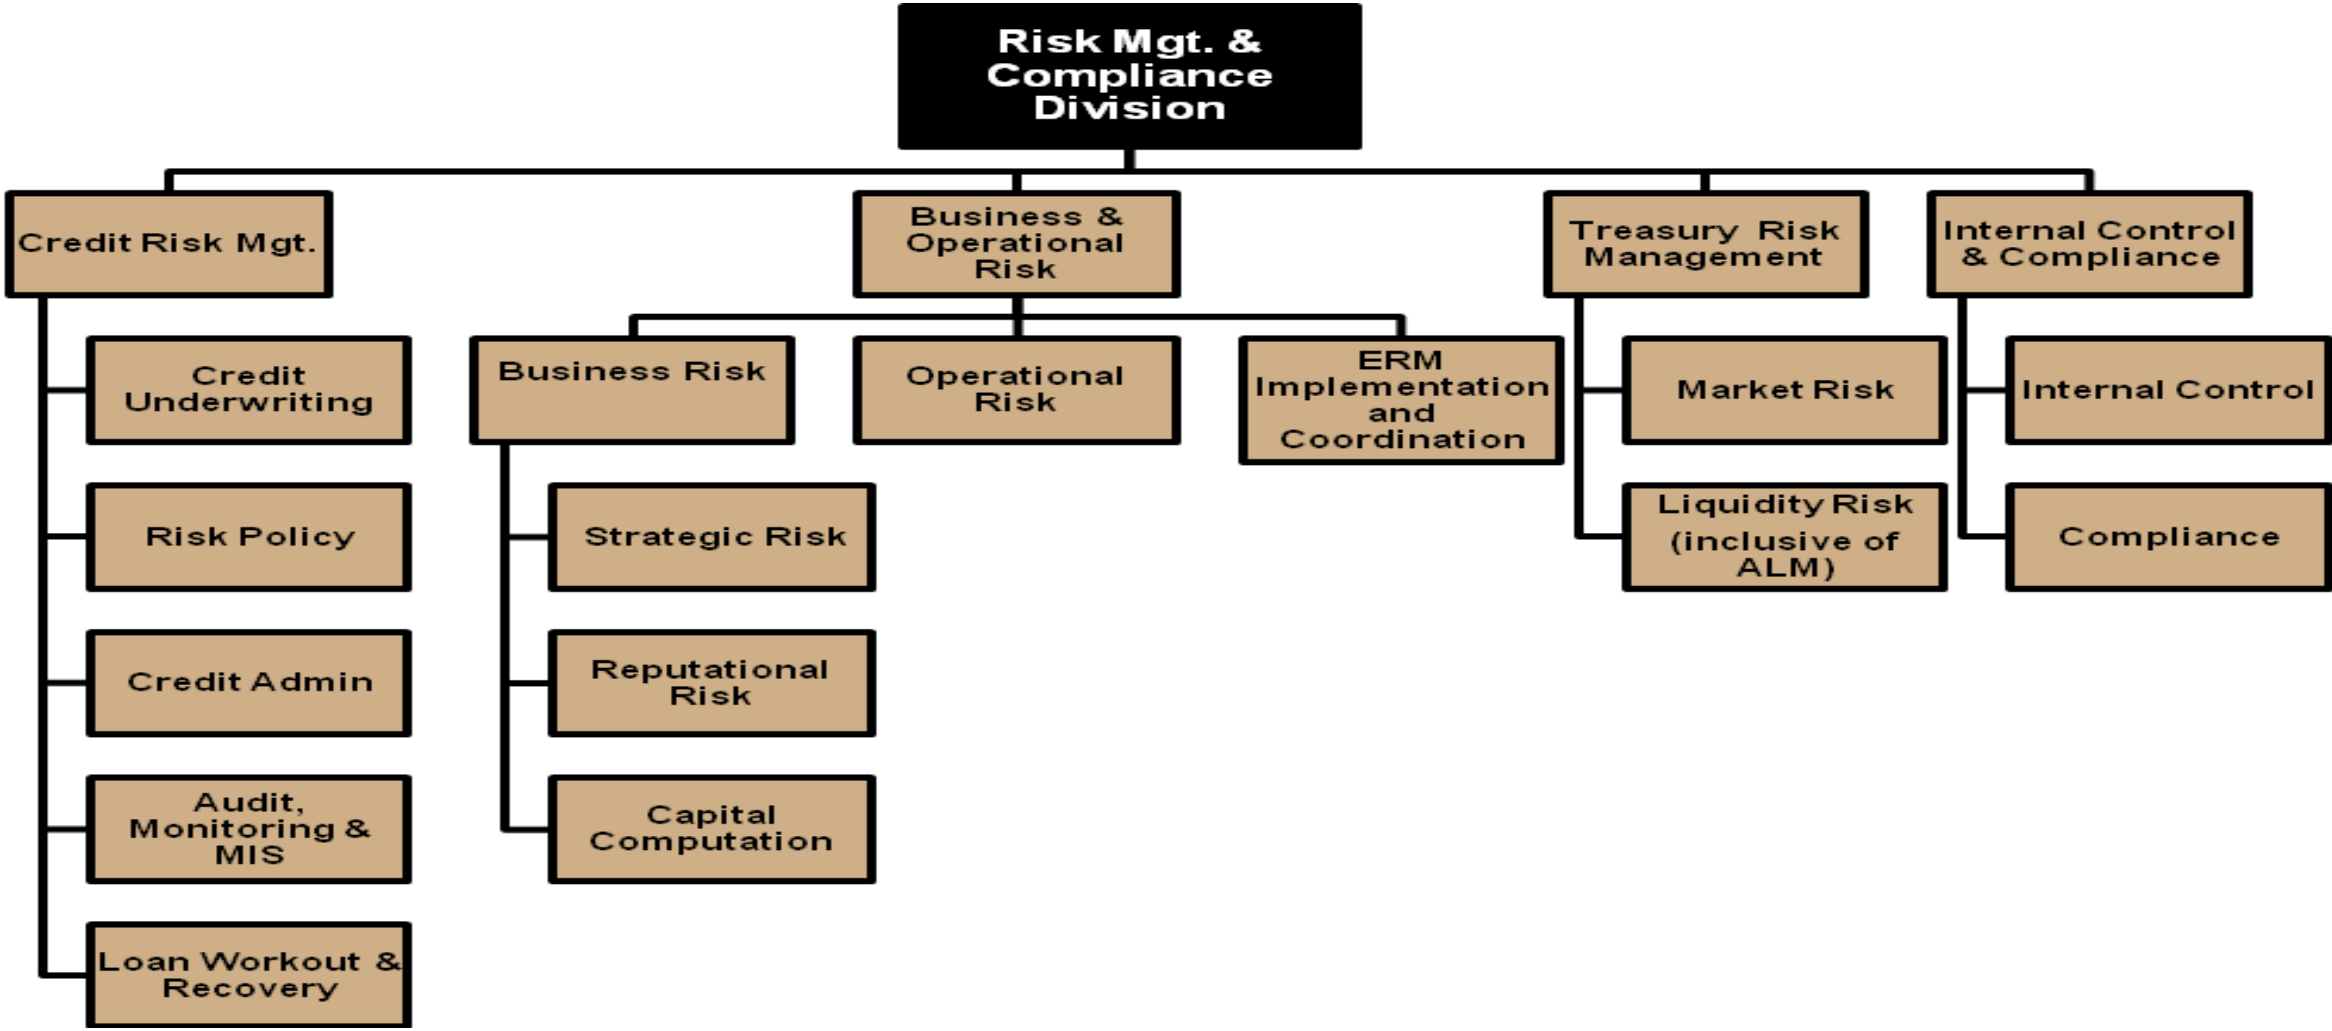 Risk Mgt. &
Compliance
Division
Credit Risk Mgt.
Business &
Operational
Risk
Treasury Risk
Management
Internal Control
& Compliance
Credit
Underwriting
Business Risk
Operational
Risk
ERM
Implementation
and
Coordination
Market Risk
Internal Control
Risk Policy
Strategic Risk
Liquidity Risk
(inclusive of
ALM)
Compliance
Credit Admin
Reputational
Risk
Audit,
Monitoring &
MIS
Capital
Computation
Loan Workout &
Recovery